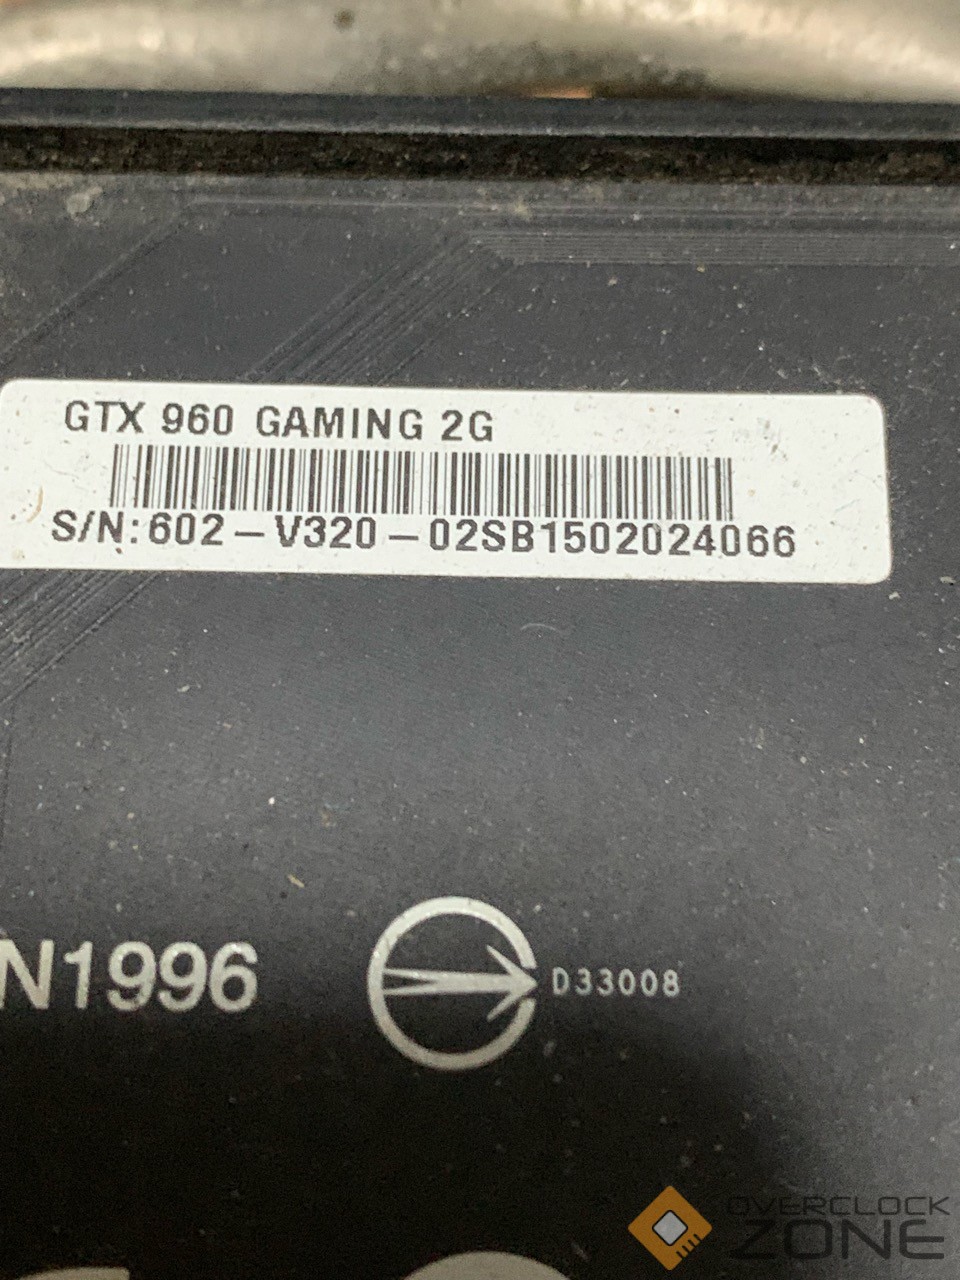 GTX 960 GAMING 2G
S/N:602-V320-02SB1502024066
N1996
D33008
OVERCLOCK
ZONE